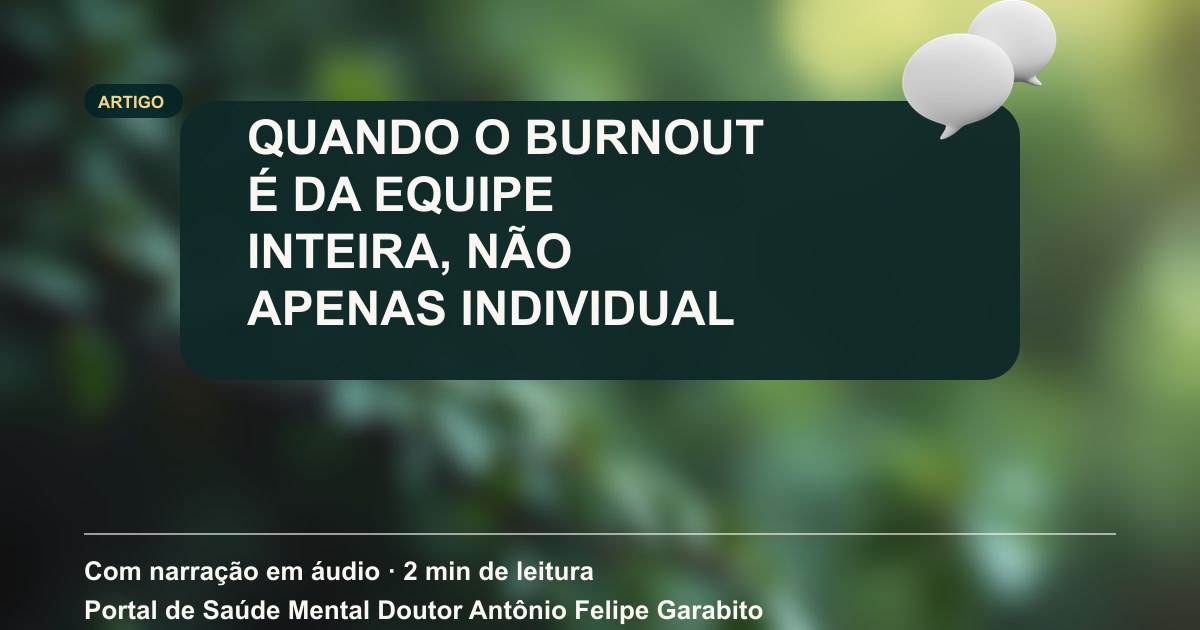 ARTIGO
QUANDO O BURNOUT
É DA EQUIPE
INTEIRA, NÃO
APENAS INDIVIDUAL
Com narração em áudio · 2 min de leitura
Portal de Saúde Mental Doutor Antônio Felipe Garabito